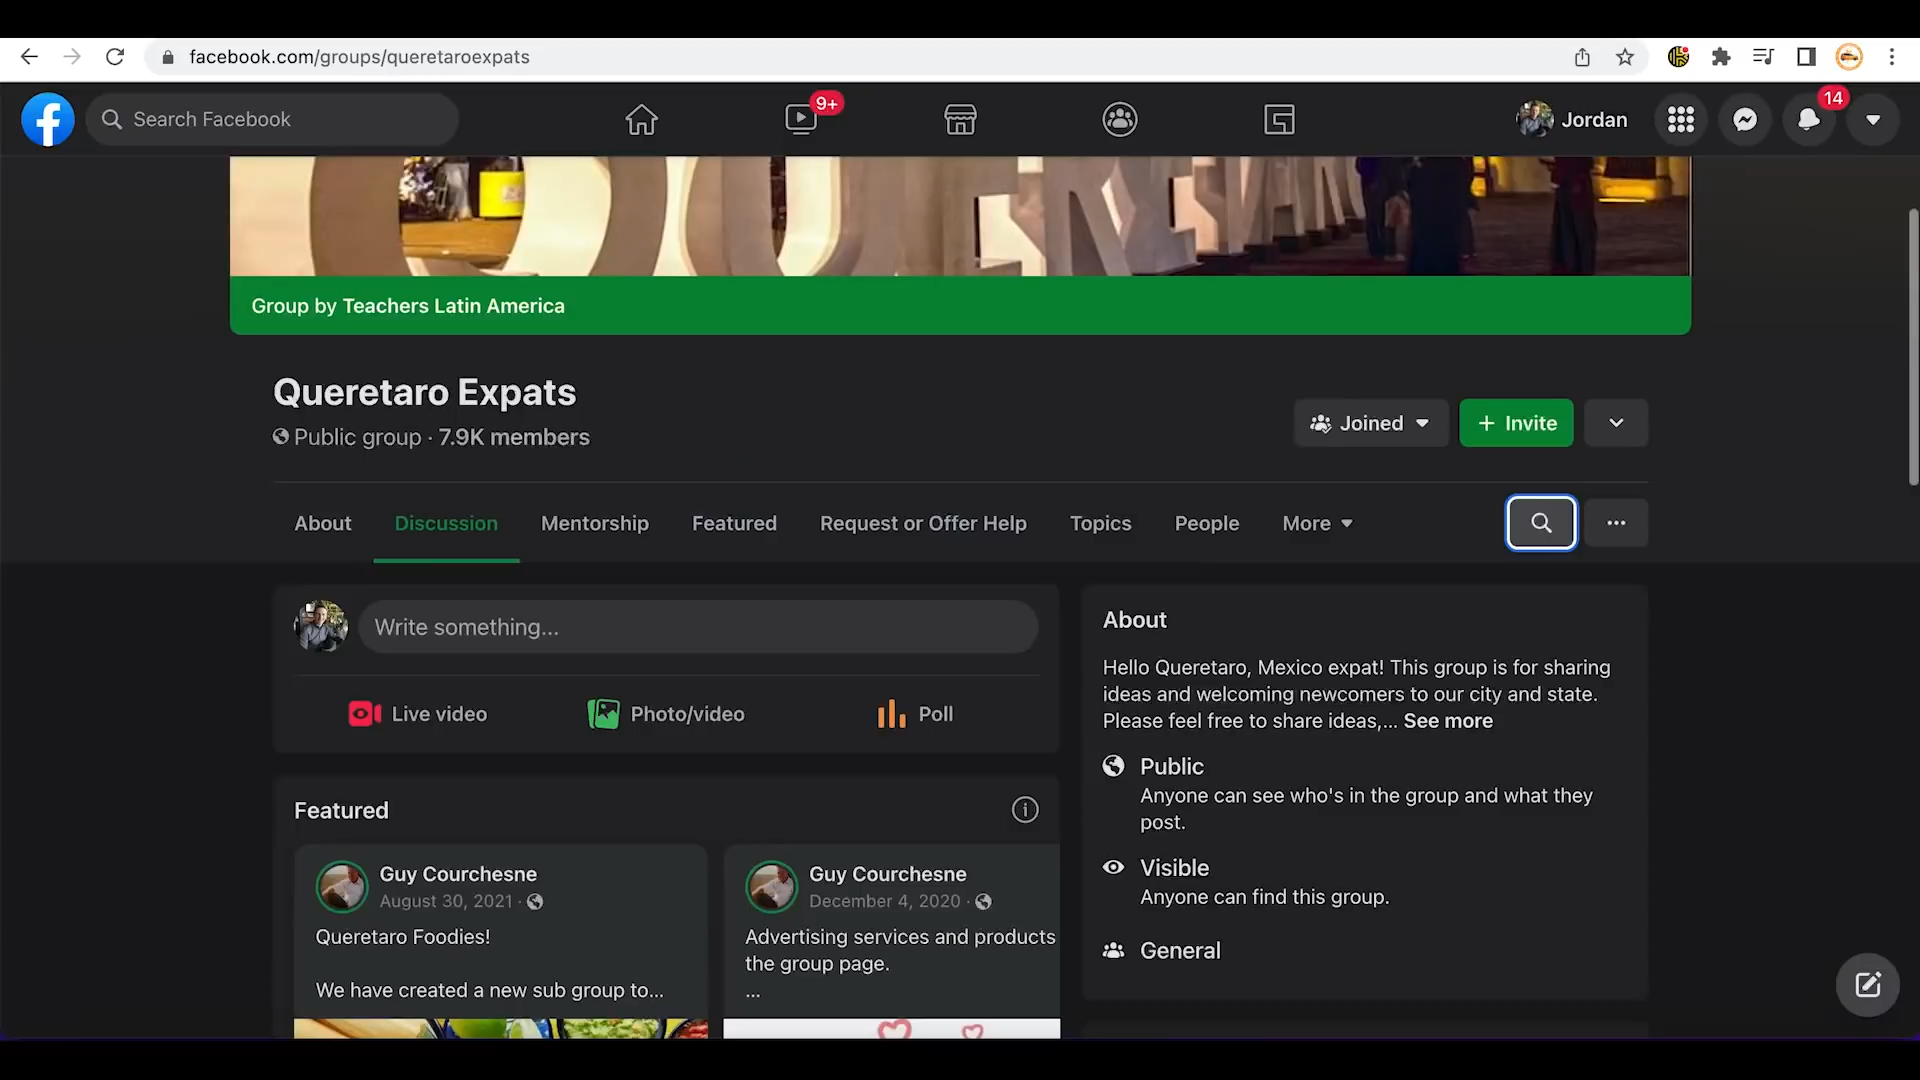 facebook.com/groups/queretaroexpats
Search Facebook
9+
Jordan
14
QUERETARO
Group by Teachers Latin America
Queretaro Expats
Public group · 7.9K members
Joined
+ Invite
About
Discussion
Mentorship
Featured
Request or Offer Help
Topics
People
More
Write something...
Live video
Photo/video
Poll
About
Hello Queretaro, Mexico expat! This group is for sharing
ideas and welcoming newcomers to our city and state.
Please feel free to share ideas,... See more
Public
Anyone can see who's in the group and what they
post.
Visible
Anyone can find this group.
General
Featured
Guy Courchesne
August 30, 2021 ·
Queretaro Foodies!
We have created a new sub group to...
Guy Courchesne
December 4, 2020 ·
Advertising services and products
the group page.
...